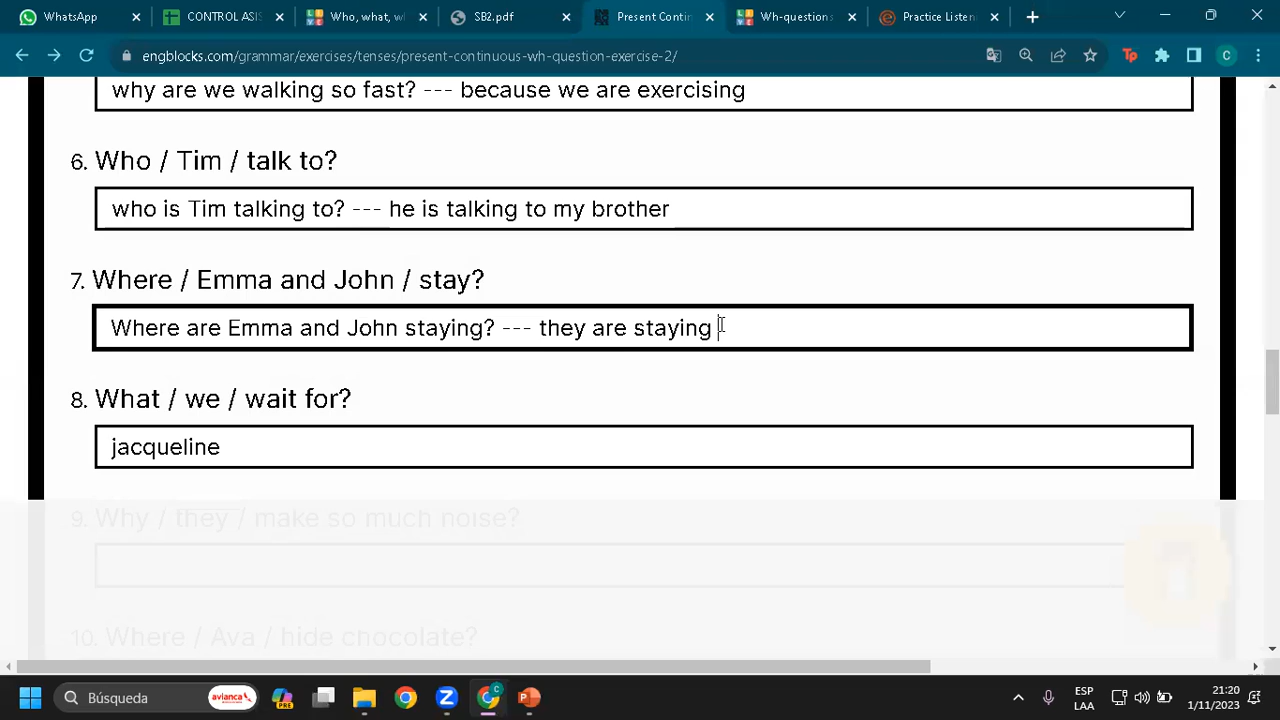 WhatsApp
CONTROL ASI
Who, what, w
SB2.pdf
Present Conti
Wh-questions
Practice Listen
engblocks.com/grammar/exercises/tenses/present-continuous-wh-question-exercise-2/
why are we walking so fast? --- because we are exercising
6. Who / Tim / talk to?
who is Tim talking to? --- he is talking to my brother
7. Where / Emma and John / stay?
Where are Emma and John staying? --- they are staying
8. What / we / wait for?
jacqueline
9. Why / they / make so much noise?
10. Where / Ava / hide chocolate?
Búsqueda
avianca
PRE
ESP
LAA
21:20
1/11/2023